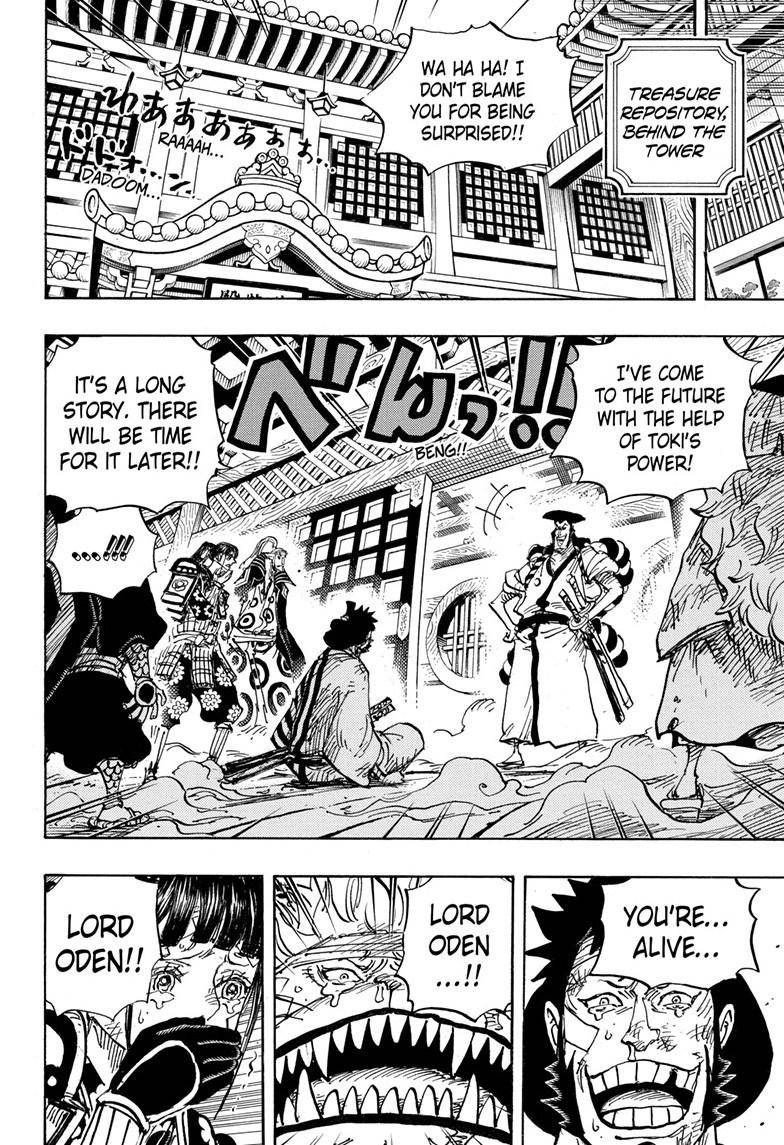 TREASURE
REPOSITORY,
BEHIND THE
TOWER
WA HA HA! I
DON'T BLAME
YOU FOR BEING
SURPRISED!!
わあああああぁ…
RAAAAH...
ドドォ…ン…
DADOOM...
I'VE COME
TO THE FUTURE
WITH THE HELP
OF TOKI'S
POWER!
べんっ!!
BENG!!
IT'S A LONG
STORY. THERE
WILL BE TIME
FOR IT LATER!!
...!!!
YOU'RE...
ALIVE...
LORD
ODEN
...!!
LORD
ODEN!!